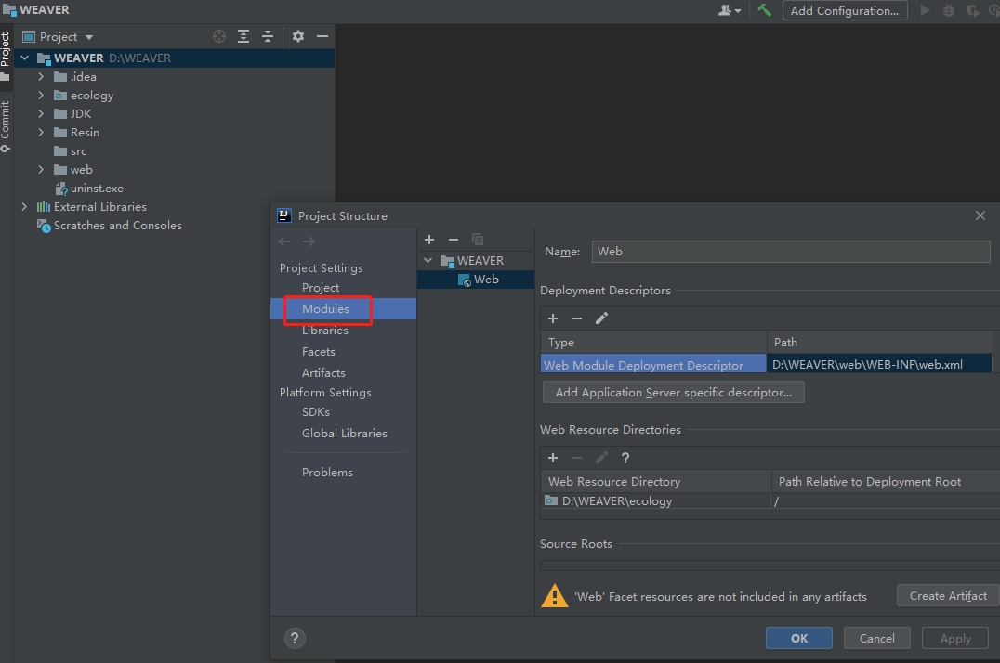 WEAVER
Add Configuration...
Project
Project
WEAVER D:\WEAVER
.idea
ecology
Commit
JDK
Resin
src
web
uninst.exe
External Libraries
Scratches and Consoles
Project Structure
Project Settings
Project
Modules
Libraries
Facets
Artifacts
Platform Settings
SDKs
Global Libraries
Problems
WEAVER
Web
Name: Web
Deployment Descriptors
Type Path
Web Module Deployment Descriptor D:\WEAVER\web\WEB-INF\web.xml
Add Application Server specific descriptor...
Web Resource Directories
Web Resource Directory Path Relative to Deployment Root
D:\WEAVER\ecology /
Source Roots
'Web' Facet resources are not included in any artifacts Create Artifact
? OK Cancel Apply